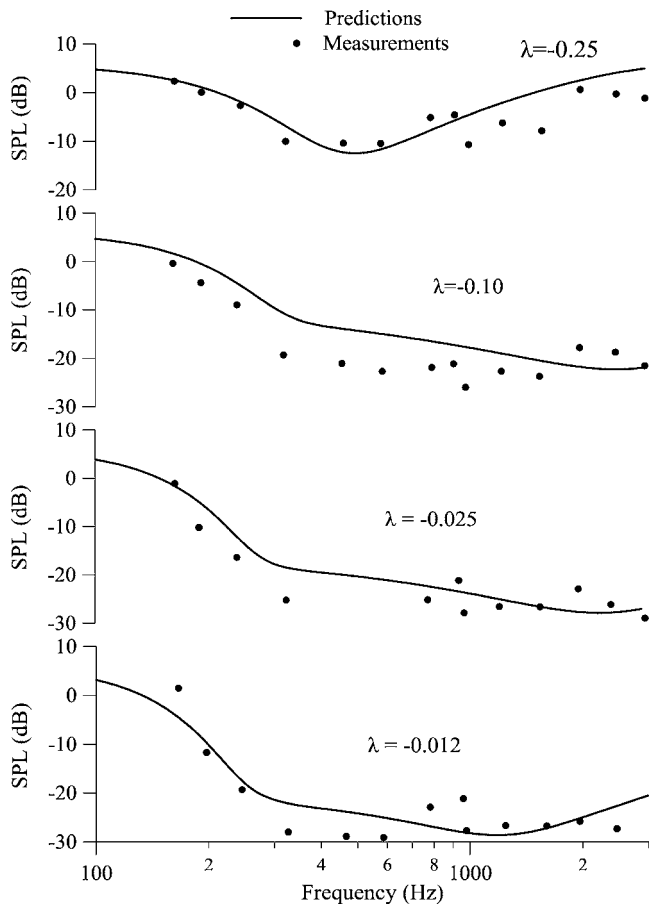 Predictions
Measurements
λ=-0.25
10
0
-10
-20
SPL (dB)
λ=-0.10
10
0
-10
-20
-30
SPL (dB)
λ = -0.025
10
0
-10
-20
-30
SPL (dB)
λ = -0.012
10
0
-10
-20
-30
SPL (dB)
100 2 4 6 8 1000 2
Frequency (Hz)